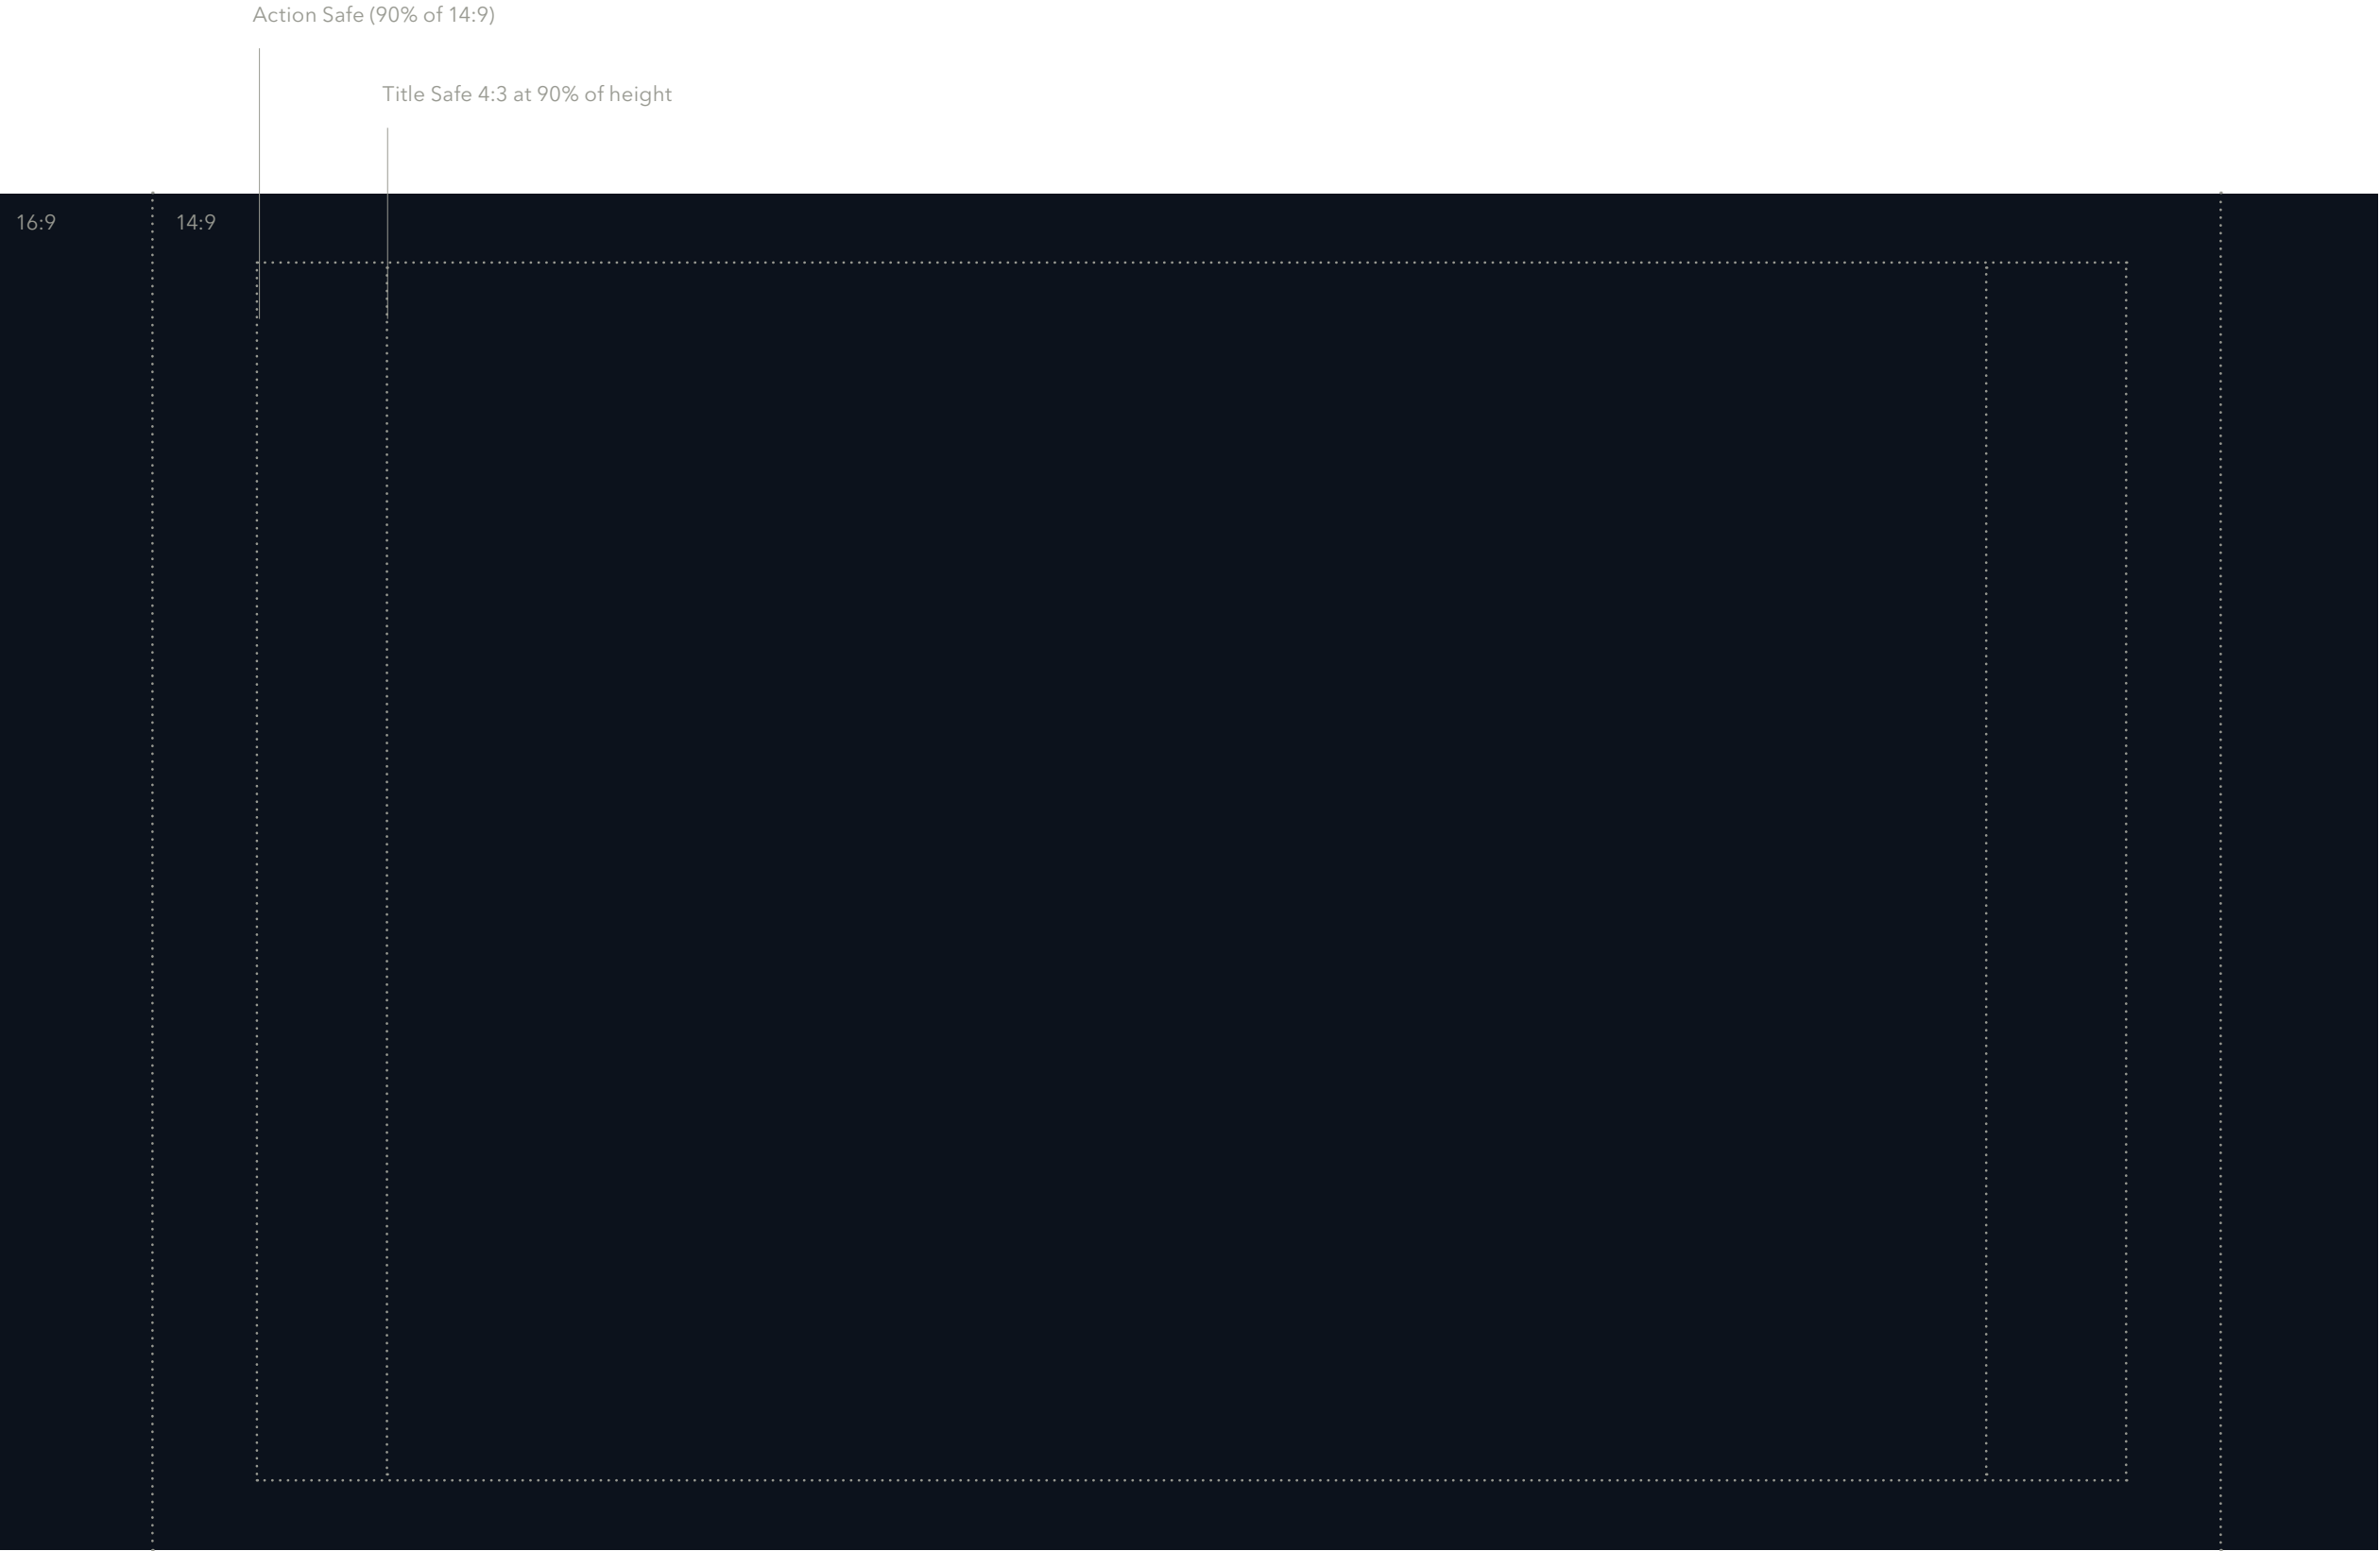 Action Safe (90% of 14:9)
Title Safe 4:3 at 90% of height
16:9
14:9